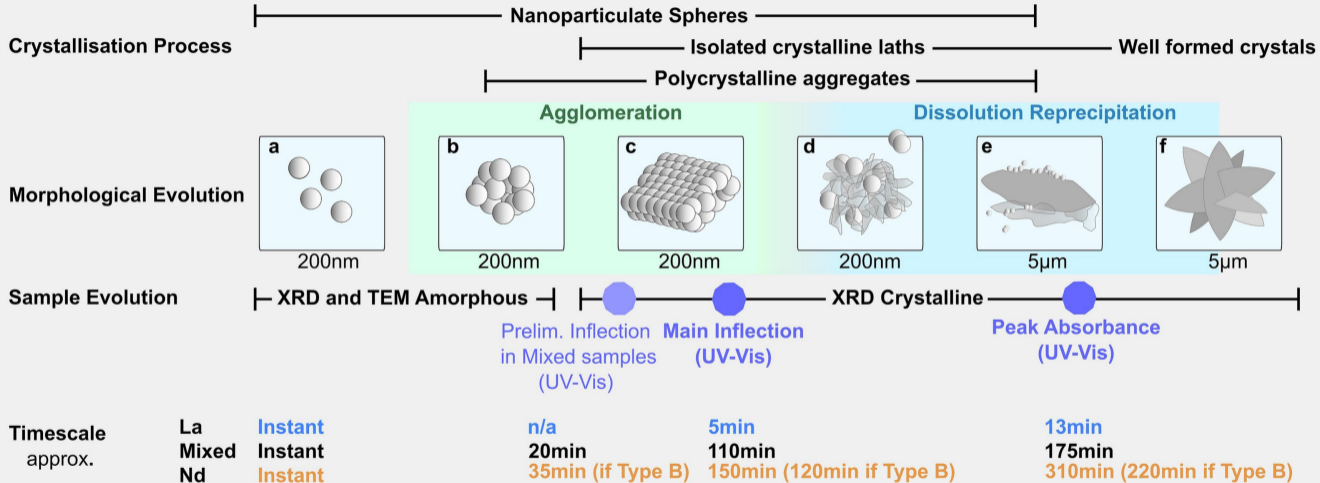 Nanoparticulate Spheres
Crystallisation Process
Isolated crystalline laths
Well formed crystals
Polycrystalline aggregates
Agglomeration
Dissolution Reprecipitation
a
b
c
d
e
f
Morphological Evolution
200nm
200nm
200nm
200nm
5μm
5μm
Sample Evolution
XRD and TEM Amorphous
XRD Crystalline
Prelim. Inflection
in Mixed samples
(UV-Vis)
Main Inflection
(UV-Vis)
Peak Absorbance
(UV-Vis)
Timescale
approx.
La Instant n/a 5min 13min
Mixed Instant 20min 110min 175min
Nd Instant 35min (if Type B) 150min (120min if Type B) 310min (220min if Type B)